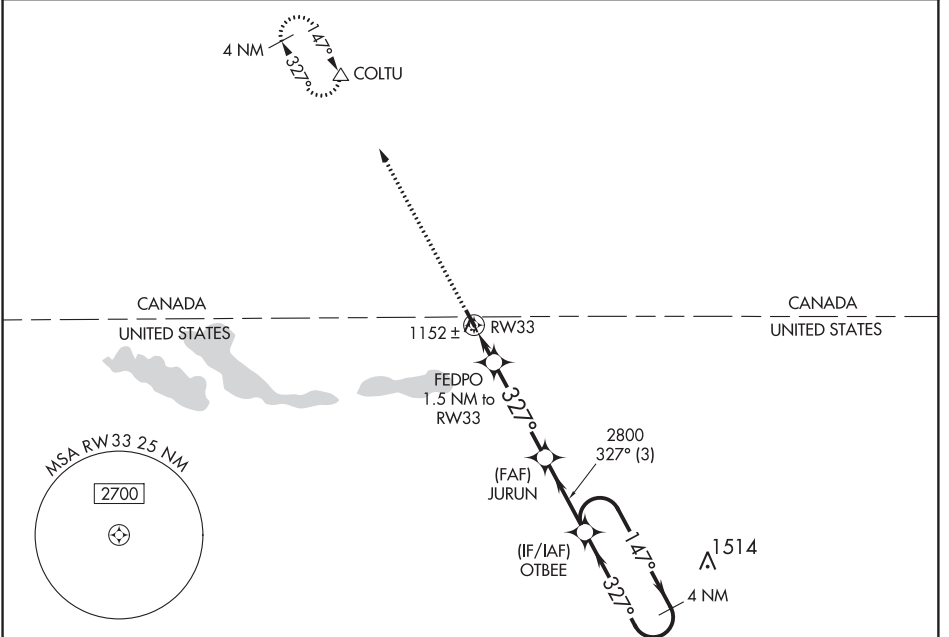 4 NM
147°
327°
COLTU
CANADA
UNITED STATES
CANADA
UNITED STATES
1152 ±
RW33
FEDPO
1.5 NM to
RW33
327°
2800
327° (3)
(FAF)
JURUN
MSA RW33 25 NM
2700
(IF/IAF)
OTBEE
147°
327°
1514
4 NM